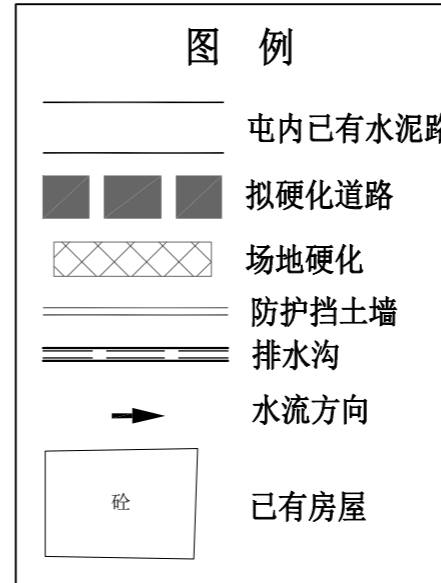 图 例
屯内已有水泥路
拟硬化道路
场地硬化
防护挡土墙
排水沟
水流方向
砼
已有房屋